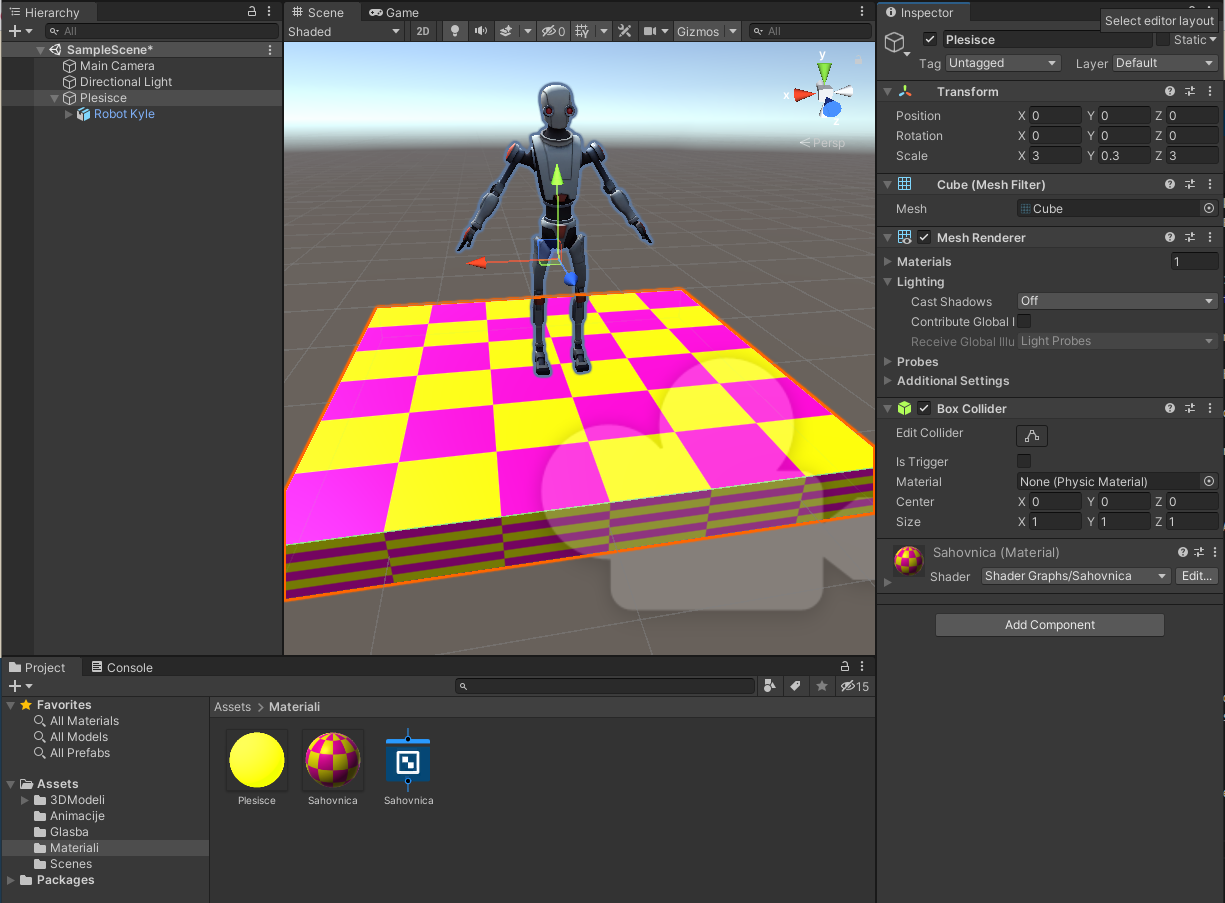 Hierarchy
All
SampleScene*
Main Camera
Directional Light
Plesisce
Robot Kyle
Scene
Game
Shaded
2D
0
Gizmos
All
y
x
z
Persp
Inspector
Select editor layout
Plesisce
Static
Tag Untagged
Layer Default
Transform
Position X 0 Y 0 Z 0
Rotation X 0 Y 0 Z 0
Scale X 3 Y 0.3 Z 3
Cube (Mesh Filter)
Mesh Cube
Mesh Renderer
Materials 1
Lighting
Cast Shadows Off
Contribute Global I
Receive Global Illu Light Probes
Probes
Additional Settings
Box Collider
Edit Collider
Is Trigger
Material None (Physic Material)
Center X 0 Y 0 Z 0
Size X 1 Y 1 Z 1
Sahovnica (Material)
Shader Shader Graphs/Sahovnica Edit...
Add Component
Project
Console
15
Favorites
All Materials
All Models
All Prefabs
Assets
3DModeli
Animacije
Glasba
Materiali
Scenes
Packages
Assets > Materiali
Plesisce
Sahovnica
Sahovnica